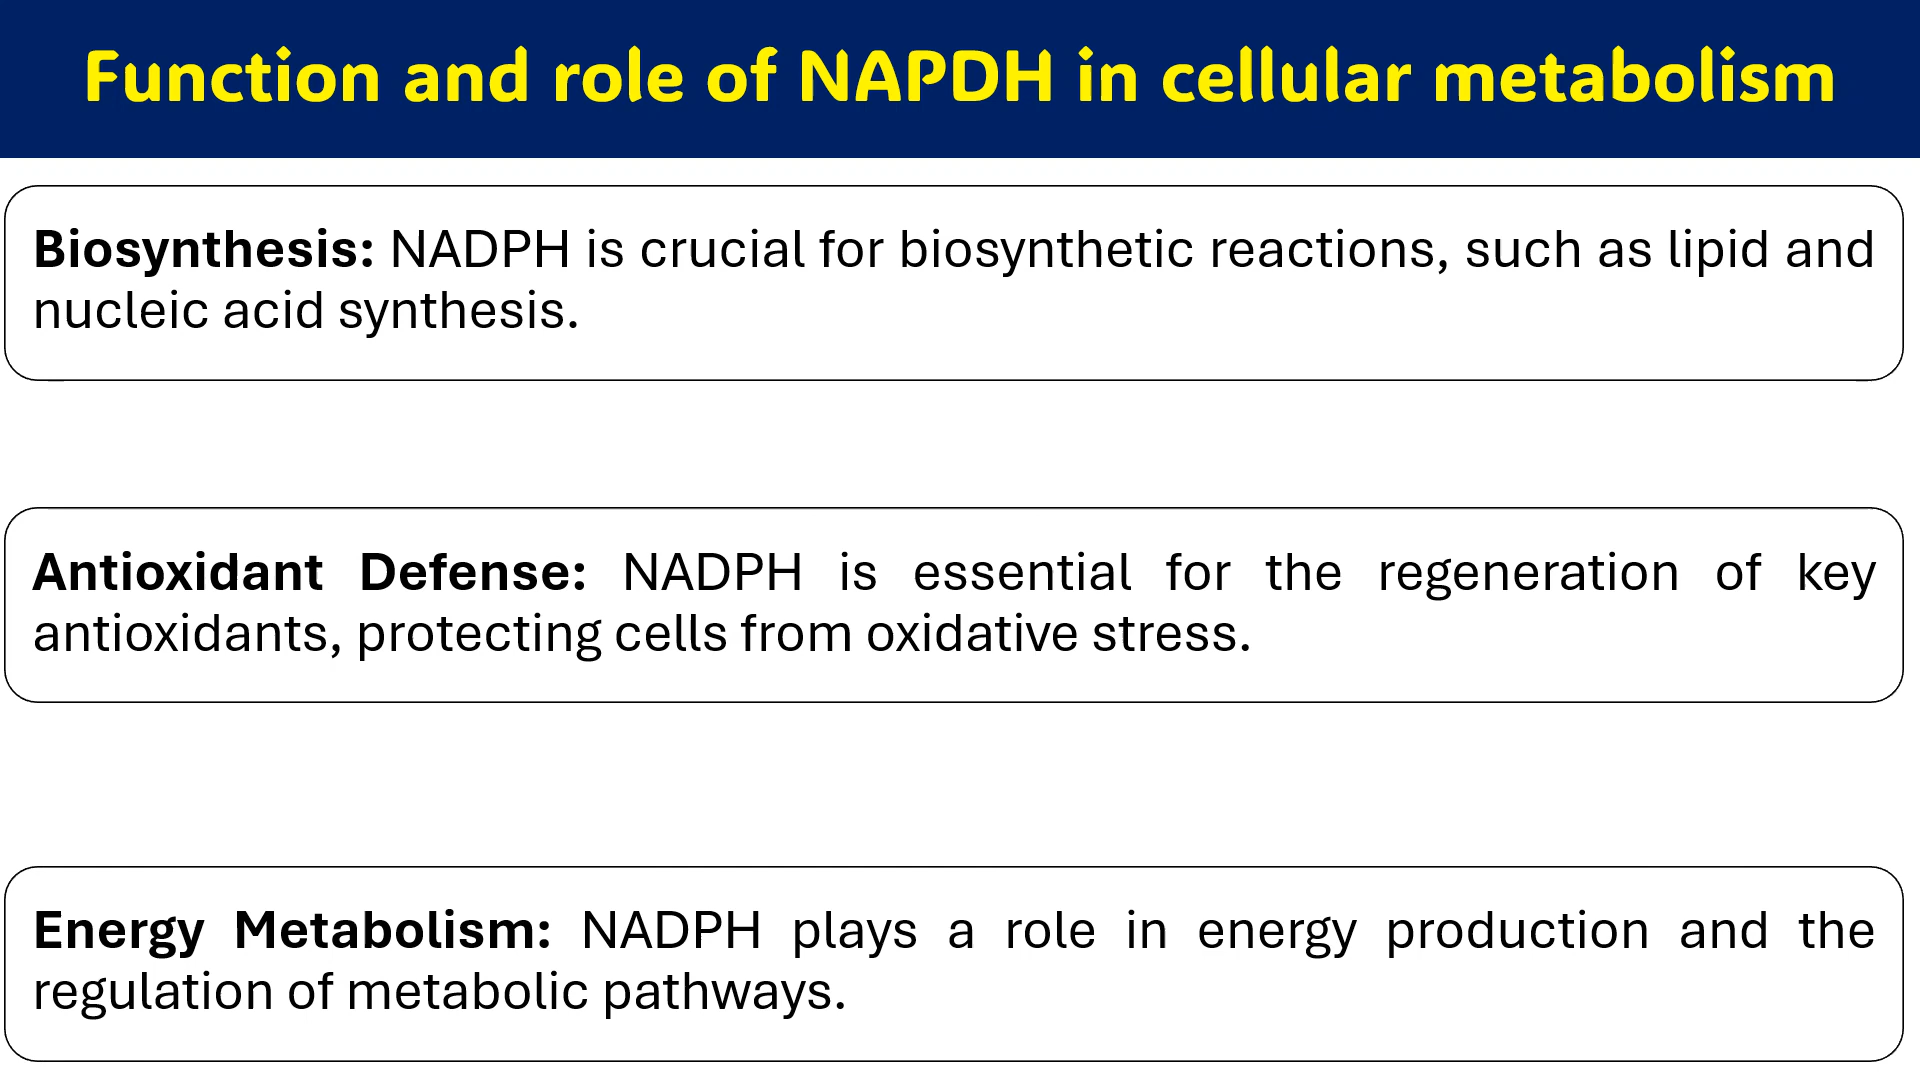 Function and role of NAPDH in cellular metabolism
Biosynthesis: NADPH is crucial for biosynthetic reactions, such as lipid and
nucleic acid synthesis.
Antioxidant Defense: NADPH is essential for the regeneration of key
antioxidants, protecting cells from oxidative stress.
Energy Metabolism: NADPH plays a role in energy production and the
regulation of metabolic pathways.